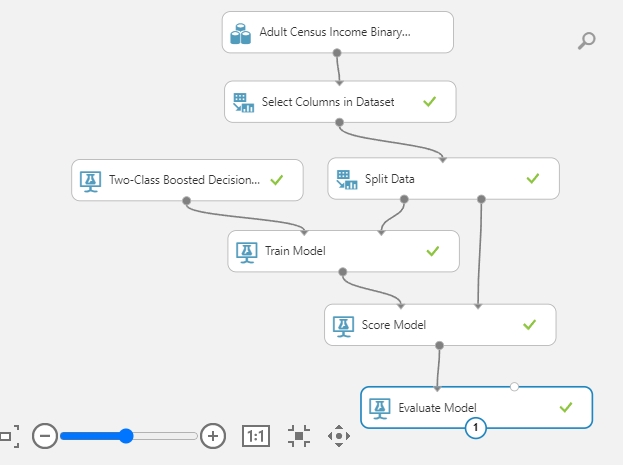 Adult Census Income Binary...
Select Columns in Dataset
Two-Class Boosted Decision...
Split Data
Train Model
Score Model
Evaluate Model
1
1:1